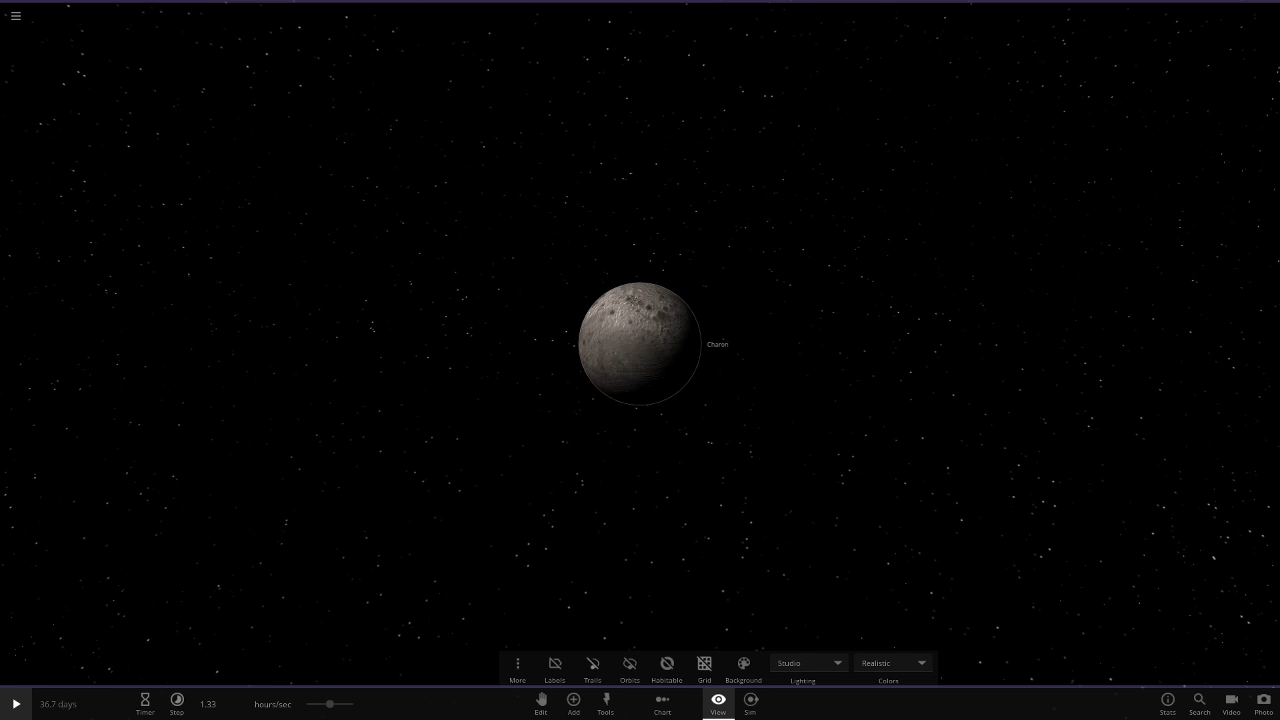 Charon
Studio
Realistic
More
Labels
Trails
Orbits
Habitable
Grid
Background
Lighting
Colors
36.7 days
Timer
Step
1.33
hours/sec
Edit
Add
Tools
Chart
View
Sim
Stats
Search
Video
Photo